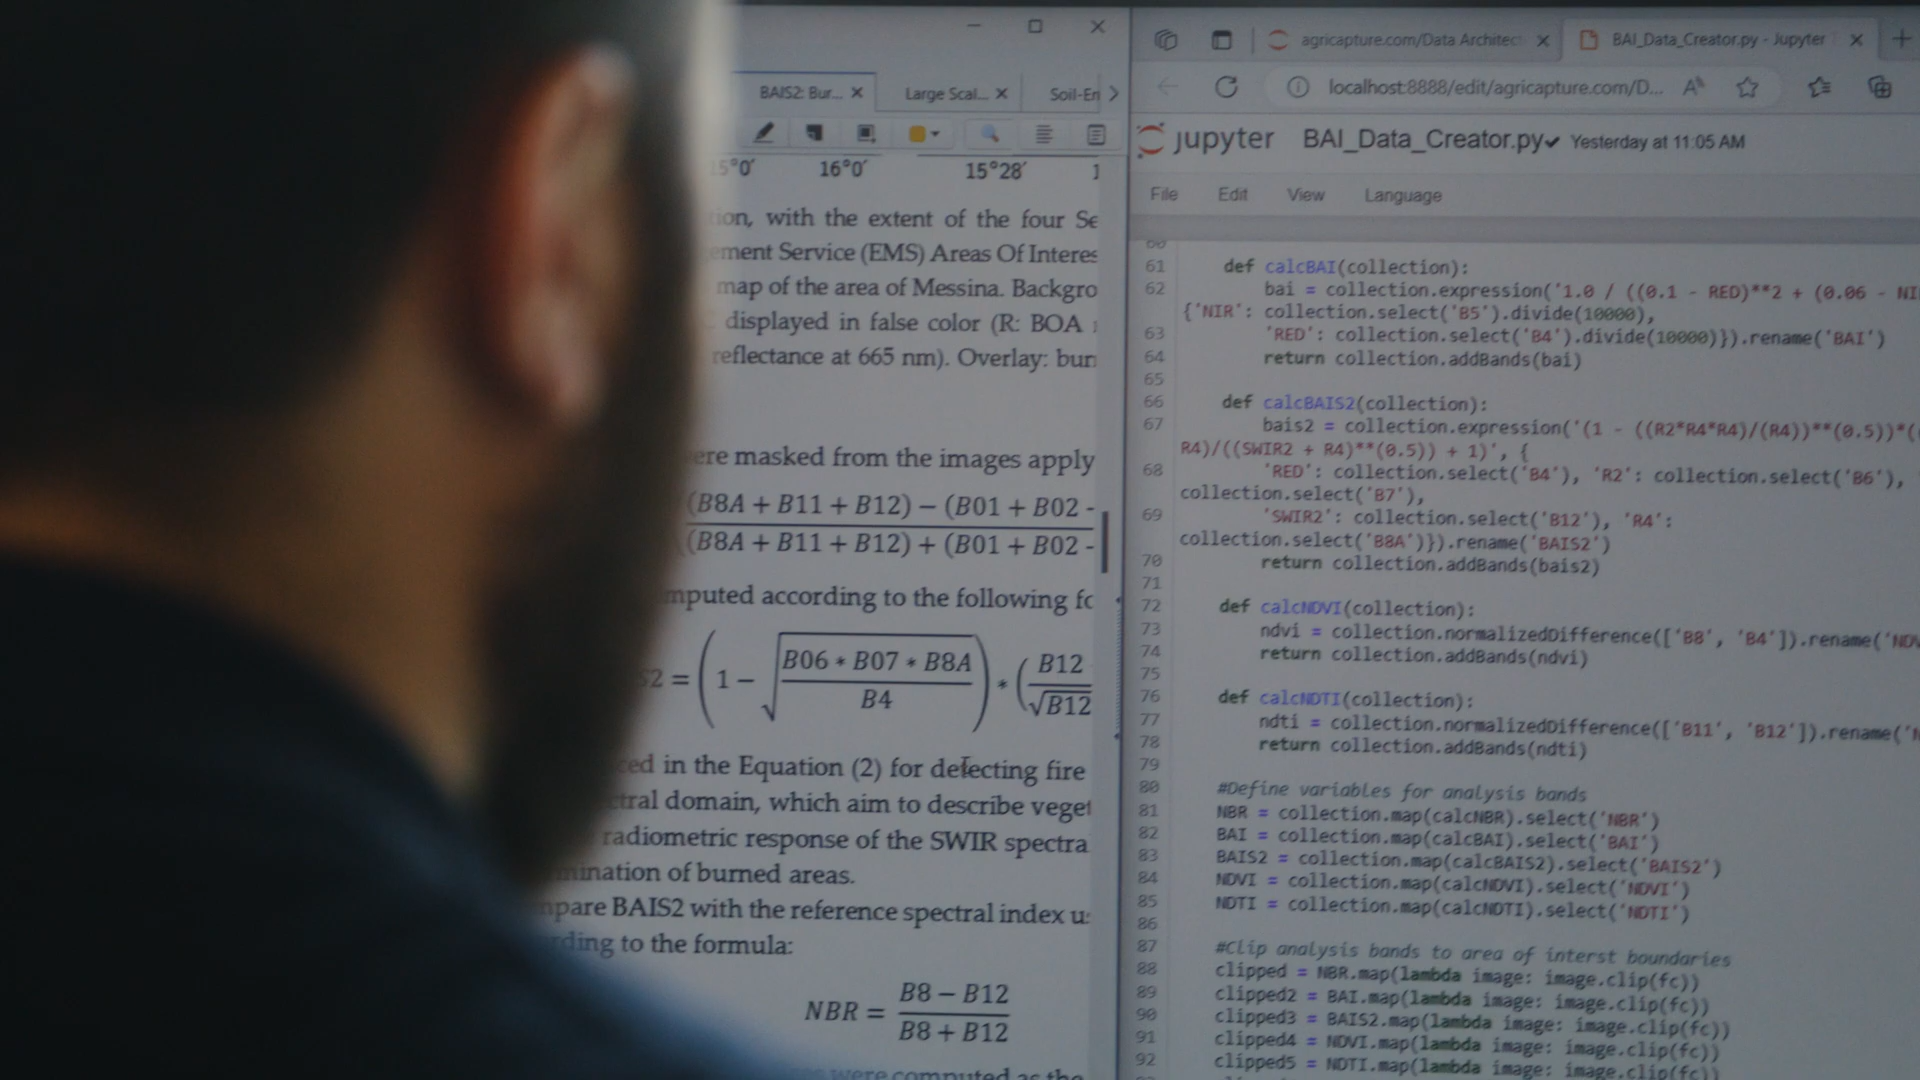 BAIS2: Bur...
Large Scal...
Soil-En
5°0′ 16°0′ 15°28′ 1
ion, with the extent of the four Se
ement Service (EMS) Areas Of Interes
map of the area of Messina. Backgro
displayed in false color (R: BOA
reflectance at 665 nm). Overlay: bur
ere masked from the images apply
(B8A + B11 + B12) − (B01 + B02 -
(B8A + B11 + B12) + (B01 + B02 -
mputed according to the following fo
S2 = (1 − √(B06 * B07 * B8A / B4)) * (B12 / √B12
ced in the Equation (2) for detecting fire
ctral domain, which aim to describe veget
radiometric response of the SWIR spectra
mination of burned areas.
mpare BAIS2 with the reference spectral index u
rding to the formula:
NBR = B8 − B12 / B8 + B12
were computed as the
agricapture.com/Data Architec
BAI_Data_Creator.py - Jupyter
localhost:8888/edit/agricapture.com/D...
jupyter BAI_Data_Creator.py✔ Yesterday at 11:05 AM
File Edit View Language
60
61 def calcBAI(collection):
62 bai = collection.expression('1.0 / ((0.1 - RED)**2 + (0.06 - NI
{'NIR': collection.select('B5').divide(10000),
63 'RED': collection.select('B4').divide(10000)}).rename('BAI')
64 return collection.addBands(bai)
65
66 def calcBAIS2(collection):
67 bais2 = collection.expression('(1 - ((R2*R4*R4)/(R4))**(0.5))*(
R4)/((SWIR2 + R4)**(0.5)) + 1)', {
68 'RED': collection.select('B4'), 'R2': collection.select('B6'),
collection.select('B7'),
69 'SWIR2': collection.select('B12'), 'R4':
collection.select('B8A')}).rename('BAIS2')
70 return collection.addBands(bais2)
71
72 def calcNDVI(collection):
73 ndvi = collection.normalizedDifference(['B8', 'B4']).rename('NDV
74 return collection.addBands(ndvi)
75
76 def calcNDTI(collection):
77 ndti = collection.normalizedDifference(['B11', 'B12']).rename('N
78 return collection.addBands(ndti)
79
80 #Define variables for analysis bands
81 NBR = collection.map(calcNBR).select('NBR')
82 BAI = collection.map(calcBAI).select('BAI')
83 BAIS2 = collection.map(calcBAIS2).select('BAIS2')
84 NDVI = collection.map(calcNDVI).select('NDVI')
85 NDTI = collection.map(calcNDTI).select('NDTI')
86
87 #Clip analysis bands to area of interst boundaries
88 clipped = NBR.map(lambda image: image.clip(fc))
89 clipped2 = BAI.map(lambda image: image.clip(fc))
90 clipped3 = BAIS2.map(lambda image: image.clip(fc))
91 clipped4 = NDVI.map(lambda image: image.clip(fc))
92 clipped5 = NDTI.map(lambda image: image.clip(fc))